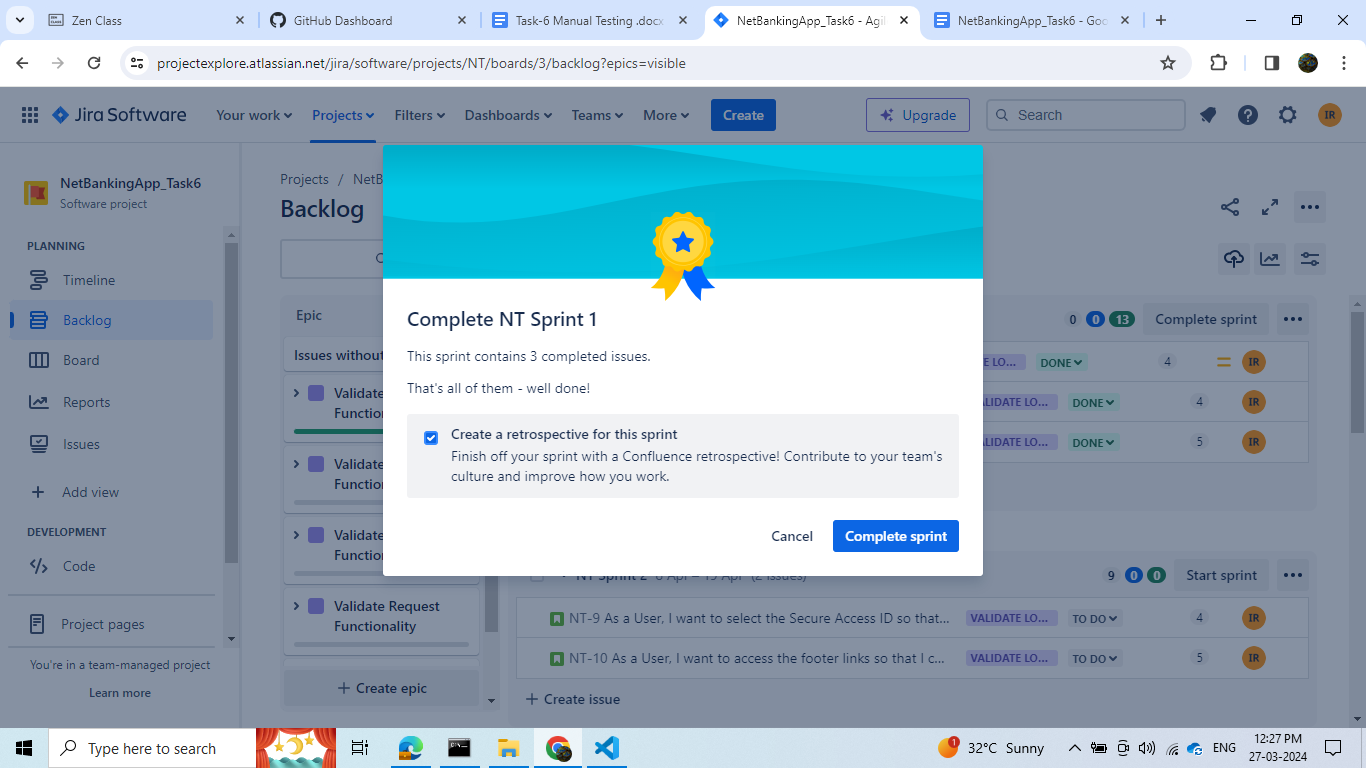 Zen Class
GitHub Dashboard
Task-6 Manual Testing .docx
NetBankingApp_Task6 - Agil
NetBankingApp_Task6 - Goo
projectexplore.atlassian.net/jira/software/projects/NT/boards/3/backlog?epics=visible
Jira Software
Your work
Projects
Filters
Dashboards
Teams
More
Create
Upgrade
Search
IR
NetBankingApp_Task6
Software project
PLANNING
Timeline
Backlog
Board
Reports
Issues
Add view
DEVELOPMENT
Code
Project pages
You're in a team-managed project
Learn more
Projects / NetB
Backlog
Epic
Issues without
Validate
Functio
Validate
Function
Validate
Function
Validate Request
Functionality
Create epic
Complete NT Sprint 1
This sprint contains 3 completed issues.
That's all of them - well done!
Create a retrospective for this sprint
Finish off your sprint with a Confluence retrospective! Contribute to your team's
culture and improve how you work.
Cancel
Complete sprint
0 0 13 Complete sprint
E LO... DONE 4 IR
ALIDATE LO... DONE 4 IR
ALIDATE LO... DONE 5 IR
NT Sprint 2 (2 issues)
9 0 0 Start sprint
NT-9 As a User, I want to select the Secure Access ID so that... VALIDATE LO... TO DO 4 IR
NT-10 As a User, I want to access the footer links so that I c... VALIDATE LO... TO DO 5 IR
Create issue
Type here to search
1
32°C Sunny
ENG
12:27 PM
27-03-2024